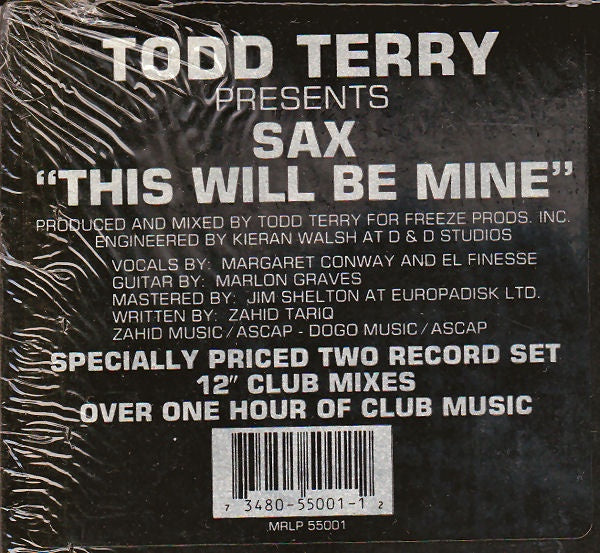 TODD TERRY
PRESENTS
SAX
"THIS WILL BE MINE"
PRODUCED AND MIXED BY TODD TERRY FOR FREEZE PRODS. INC.
ENGINEERED BY KIERAN WALSH AT D & D STUDIOS
VOCALS BY: MARGARET CONWAY AND EL FINESSE
GUITAR BY: MARLON GRAVES
MASTERED BY: JIM SHELTON AT EUROPADISK LTD.
WRITTEN BY: ZAHID TARIQ
ZAHID MUSIC/ASCAP - DOGO MUSIC/ASCAP
SPECIALLY PRICED TWO RECORD SET
12" CLUB MIXES
OVER ONE HOUR OF CLUB MUSIC
7 3480-55001-1 2
MRLP 55001